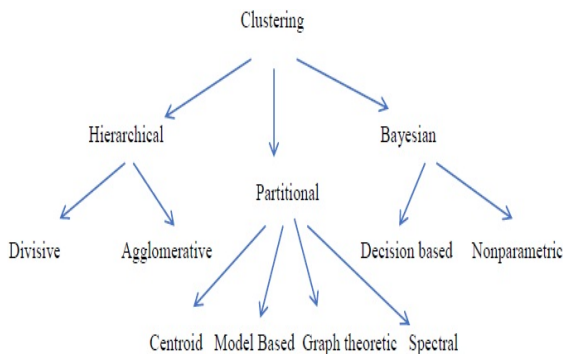 Clustering
Hierarchical
Bayesian
Partitional
Divisive
Agglomerative
Decision based
Nonparametric
Centroid
Model Based
Graph theoretic
Spectral